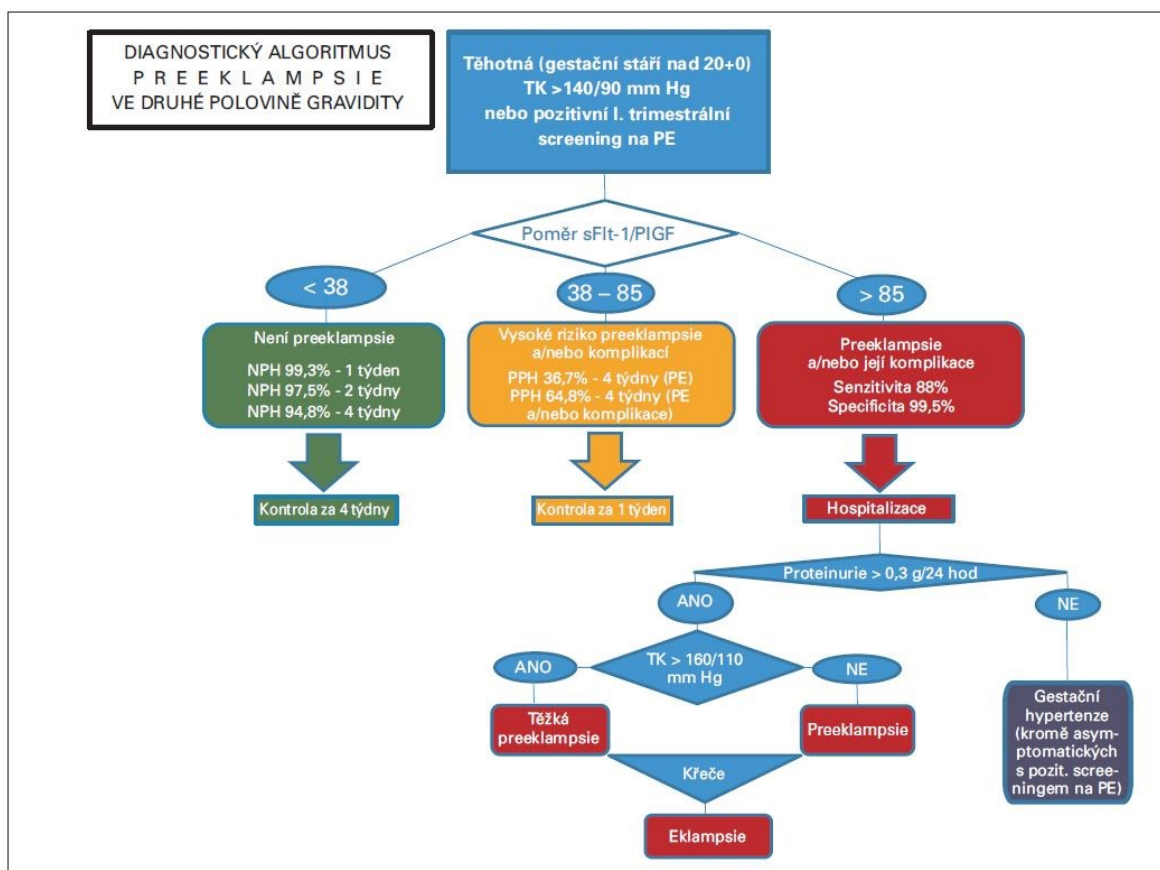 DIAGNOSTICKÝ ALGORITMUS
P R E E K L A M P S I E
VE DRUHÉ POLOVINĚ GRAVIDITY
Těhotná (gestační stáří nad 20+0)
TK >140/90 mm Hg
nebo pozitivní I. trimestrální
screening na PE
Poměr sFlt-1/PIGF
< 38
38 – 85
> 85
Není preeklampsie
NPH 99,3% - 1 týden
NPH 97,5% - 2 týdny
NPH 94,8% - 4 týdny
Vysoké riziko preeklampsie
a/nebo komplikací
PPH 36,7% - 4 týdny (PE)
PPH 64,8% - 4 týdny (PE
a/nebo komplikace)
Preeklampsie
a/nebo její komplikace
Senzitivita 88%
Specificita 99,5%
Kontrola za 4 týdny
Kontrola za 1 týden
Hospitalizace
Proteinurie > 0,3 g/24 hod
ANO
NE
TK > 160/110
mm Hg
ANO
NE
Těžká
preeklampsie
Preeklampsie
Gestační
hypertenze
(kromě asym-
ptomatických
s pozit. scree-
ningem na PE)
Křeče
Eklampsie